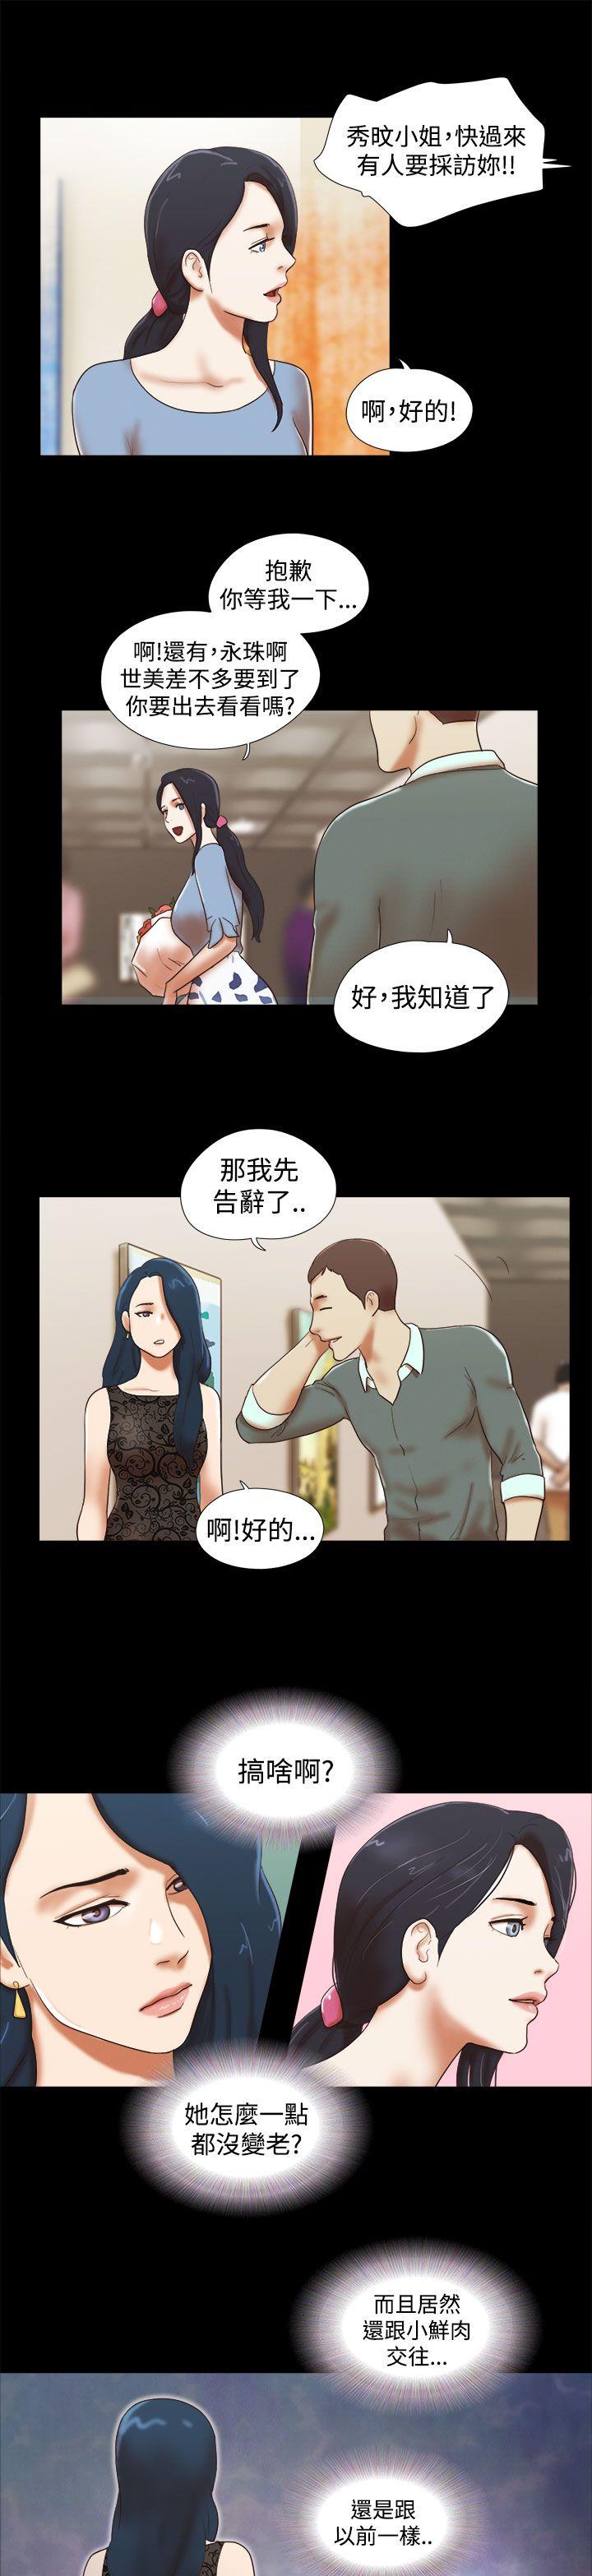 秀旼小姐,快過來
有人要採訪妳!!
啊,好的!
抱歉
你等我一下...
啊!還有,永珠啊
世美差不多要到了
你要出去看看嗎?
好,我知道了
那我先
告辭了..
啊!好的...
搞啥啊?
她怎麼一點
都沒變老?
而且居然
還跟小鮮肉
交往...
還是跟
以前一樣..